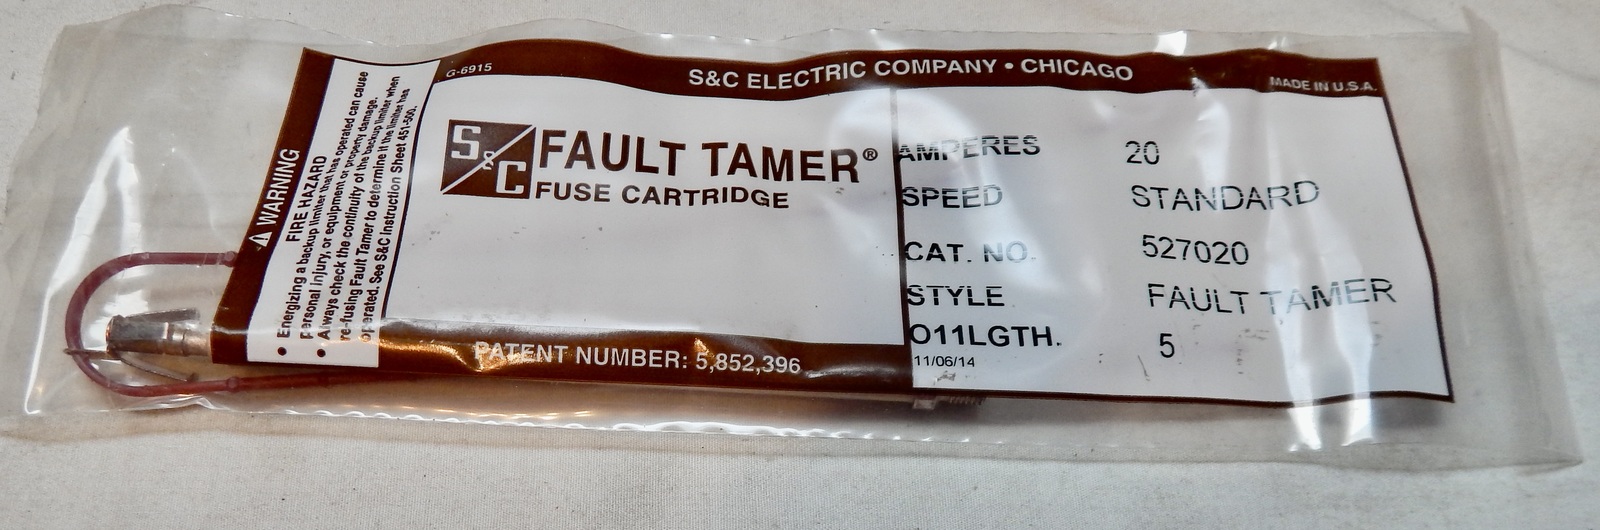 G-6915
S&C ELECTRIC COMPANY • CHICAGO
MADE IN U.S.A.
⚠ WARNING
FIRE HAZARD
• Energizing a backup limiter that has operated can cause
personal injury, or equipment or property damage.
• Always check the continuity of the backup limiter when
re-fusing Fault Tamer to determine if the limiter has
operated. See S&C Instruction Sheet 451-500.
S&C
FAULT TAMER®
FUSE CARTRIDGE
PATENT NUMBER: 5,852,396
AMPERES 20
SPEED STANDARD
CAT. NO. 527020
STYLE FAULT TAMER
O11LGTH. 5
11/06/14